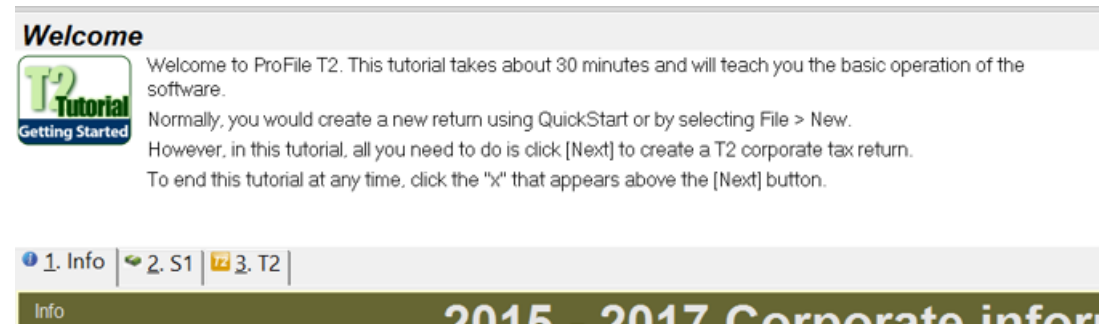 Welcome
T2
Tutorial
Getting Started
Welcome to ProFile T2. This tutorial takes about 30 minutes and will teach you the basic operation of the
software.
Normally, you would create a new return using QuickStart or by selecting File > New.
However, in this tutorial, all you need to do is click [Next] to create a T2 corporate tax return.
To end this tutorial at any time, click the "x" that appears above the [Next] button.
1. Info 2. S1 T2 3. T2
Info
2015 - 2017 Corporate infor